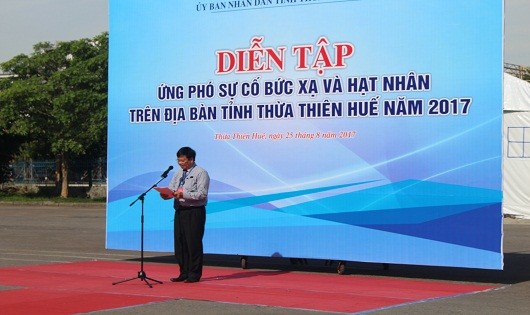 ỦY BAN NHÂN DÂN TỈNH
DIỄN TẬP
ỨNG PHÓ SỰ CỐ BỨC XẠ VÀ HẠT NHÂN
TRÊN ĐỊA BÀN TỈNH THỪA THIÊN HUẾ NĂM 2017
Thừa Thiên Huế, ngày 25 tháng 8 năm 2017